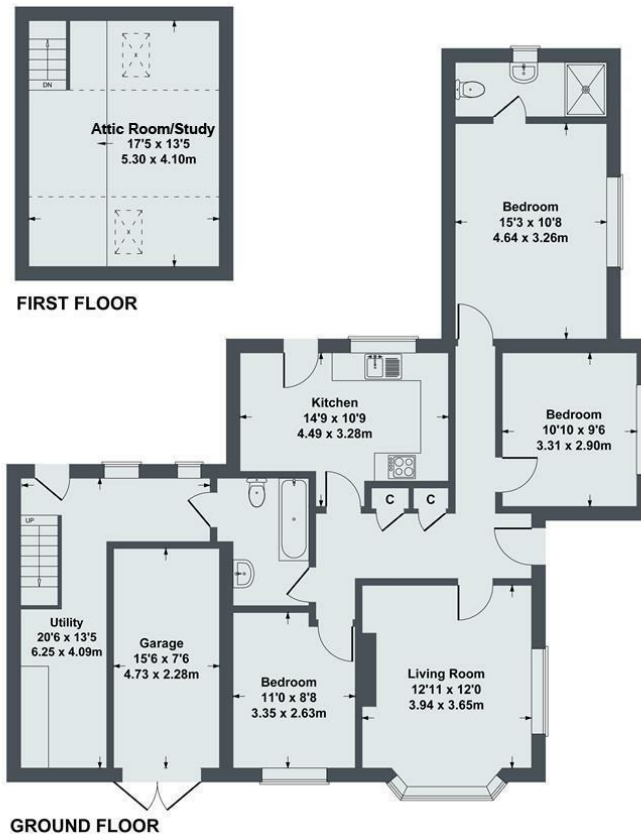 DN
Attic Room/Study
17'5 x 13'5
5.30 x 4.10m
FIRST FLOOR
Bedroom
15'3 x 10'8
4.64 x 3.26m
Kitchen
14'9 x 10'9
4.49 x 3.28m
Bedroom
10'10 x 9'6
3.31 x 2.90m
C
C
UP
Utility
20'6 x 13'5
6.25 x 4.09m
Garage
15'6 x 7'6
4.73 x 2.28m
Bedroom
11'0 x 8'8
3.35 x 2.63m
Living Room
12'11 x 12'0
3.94 x 3.65m
GROUND FLOOR